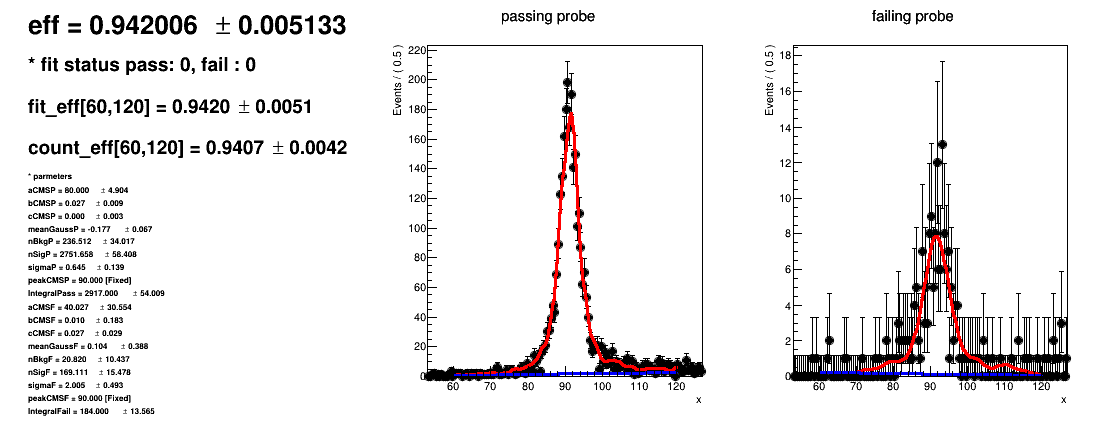 eff = 0.942006 ± 0.005133
* fit status pass: 0, fail : 0
fit_eff[60,120] = 0.9420 ± 0.0051
count_eff[60,120] = 0.9407 ± 0.0042
* parmeters
aCMSP = 80.000 ± 4.904
bCMSP = 0.027 ± 0.009
cCMSP = 0.000 ± 0.003
meanGaussP = -0.177 ± 0.067
nBkgP = 236.512 ± 34.017
nSigP = 2751.658 ± 56.408
sigmaP = 0.645 ± 0.139
peakCMSP = 90.000 [Fixed]
IntegralPass = 2917.000 ± 54.009
aCMSF = 40.027 ± 30.554
bCMSF = 0.010 ± 0.183
cCMSF = 0.027 ± 0.029
meanGaussF = 0.104 ± 0.388
nBkgF = 20.820 ± 10.437
nSigF = 169.111 ± 15.478
sigmaF = 2.005 ± 0.493
peakCMSF = 90.000 [Fixed]
IntegralFail = 184.000 ± 13.565
passing probe
Events / ( 0.5 )
220
200
180
160
140
120
100
80
60
40
20
0
60 70 80 90 100 110 120
x
failing probe
Events / ( 0.5 )
18
16
14
12
10
8
6
4
2
0
60 70 80 90 100 110 120
x